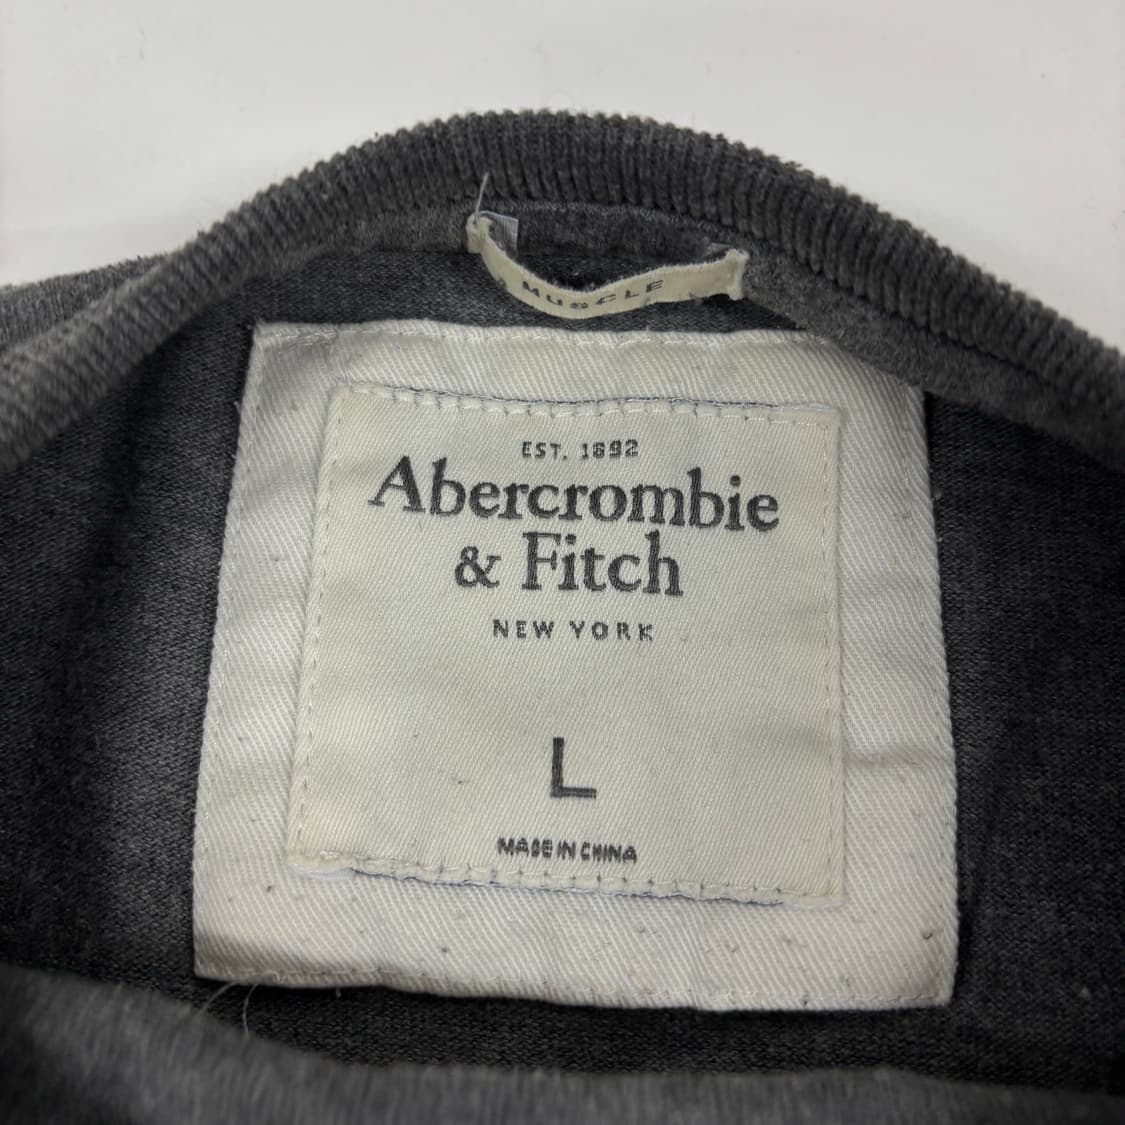 MUSCLE
EST. 1892
Abercrombie
& Fitch
NEW YORK
L
MADE IN CHINA